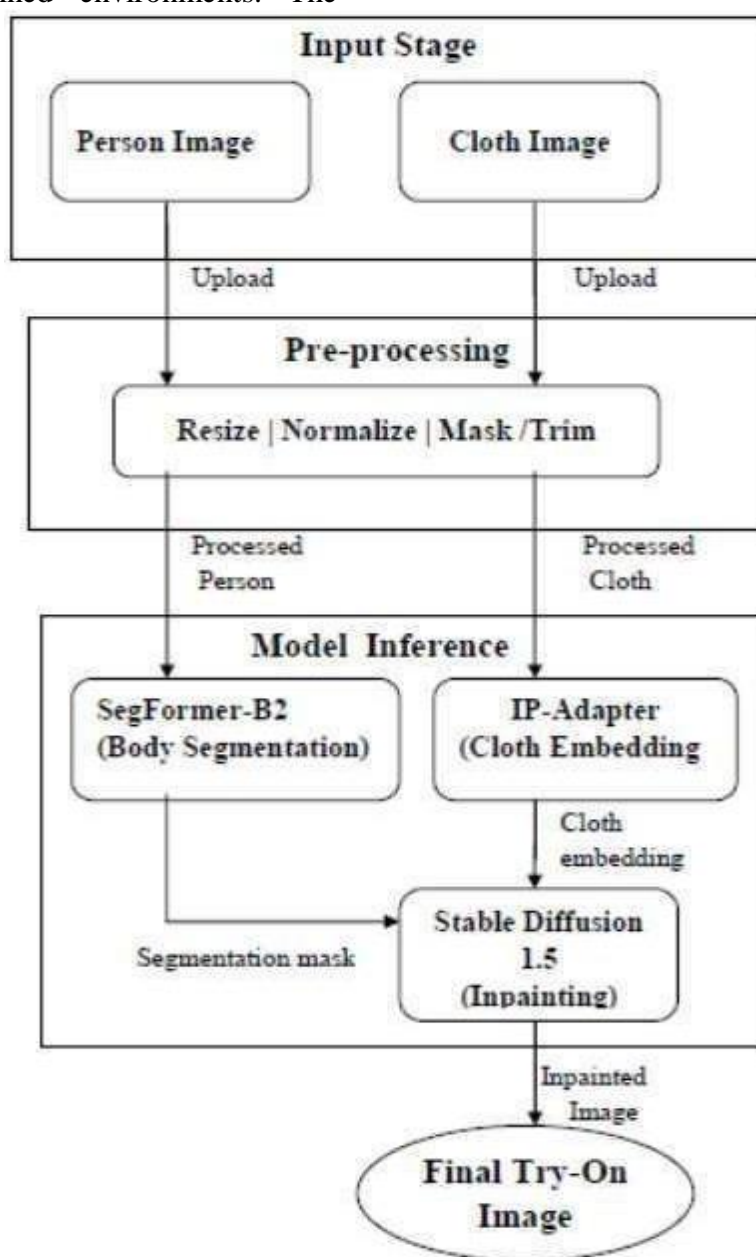 environments. The
Input Stage
Person Image
Cloth Image
Upload
Upload
Pre-processing
Resize | Normalize | Mask /Trim
Processed
Person
Processed
Cloth
Model Inference
SegFormer-B2
(Body Segmentation)
IP-Adapter
(Cloth Embedding
Cloth
embedding
Segmentation mask
Stable Diffusion
1.5
(Inpainting)
Inpainted
Image
Final Try-On
Image